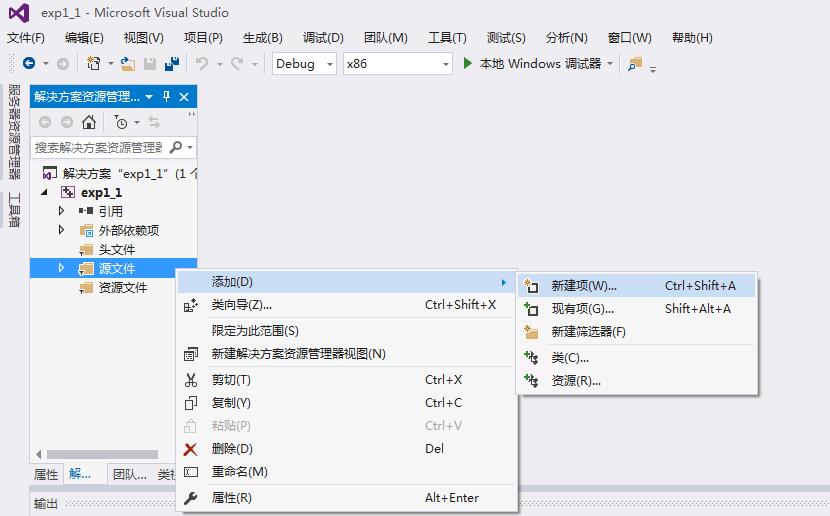 exp1_1 - Microsoft Visual Studio
文件(F) 编辑(E) 视图(V) 项目(P) 生成(B) 调试(D) 团队(M) 工具(T) 测试(S) 分析(N) 窗口(W) 帮助(H)
Debug x86 本地 Windows 调试器
服务器资源管理器
工具箱
解决方案资源管理...
搜索解决方案资源管理器
解决方案"exp1_1"(1 个
exp1_1
引用
外部依赖项
头文件
源文件
资源文件
添加(D)
类向导(Z)... Ctrl+Shift+X
限定为此范围(S)
新建解决方案资源管理器视图(N)
剪切(T) Ctrl+X
复制(Y) Ctrl+C
粘贴(P) Ctrl+V
删除(D) Del
重命名(M)
属性(R) Alt+Enter
新建项(W)... Ctrl+Shift+A
现有项(G)... Shift+Alt+A
新建筛选器(F)
类(C)...
资源(R)...
属性 解... 团队... 类视
输出